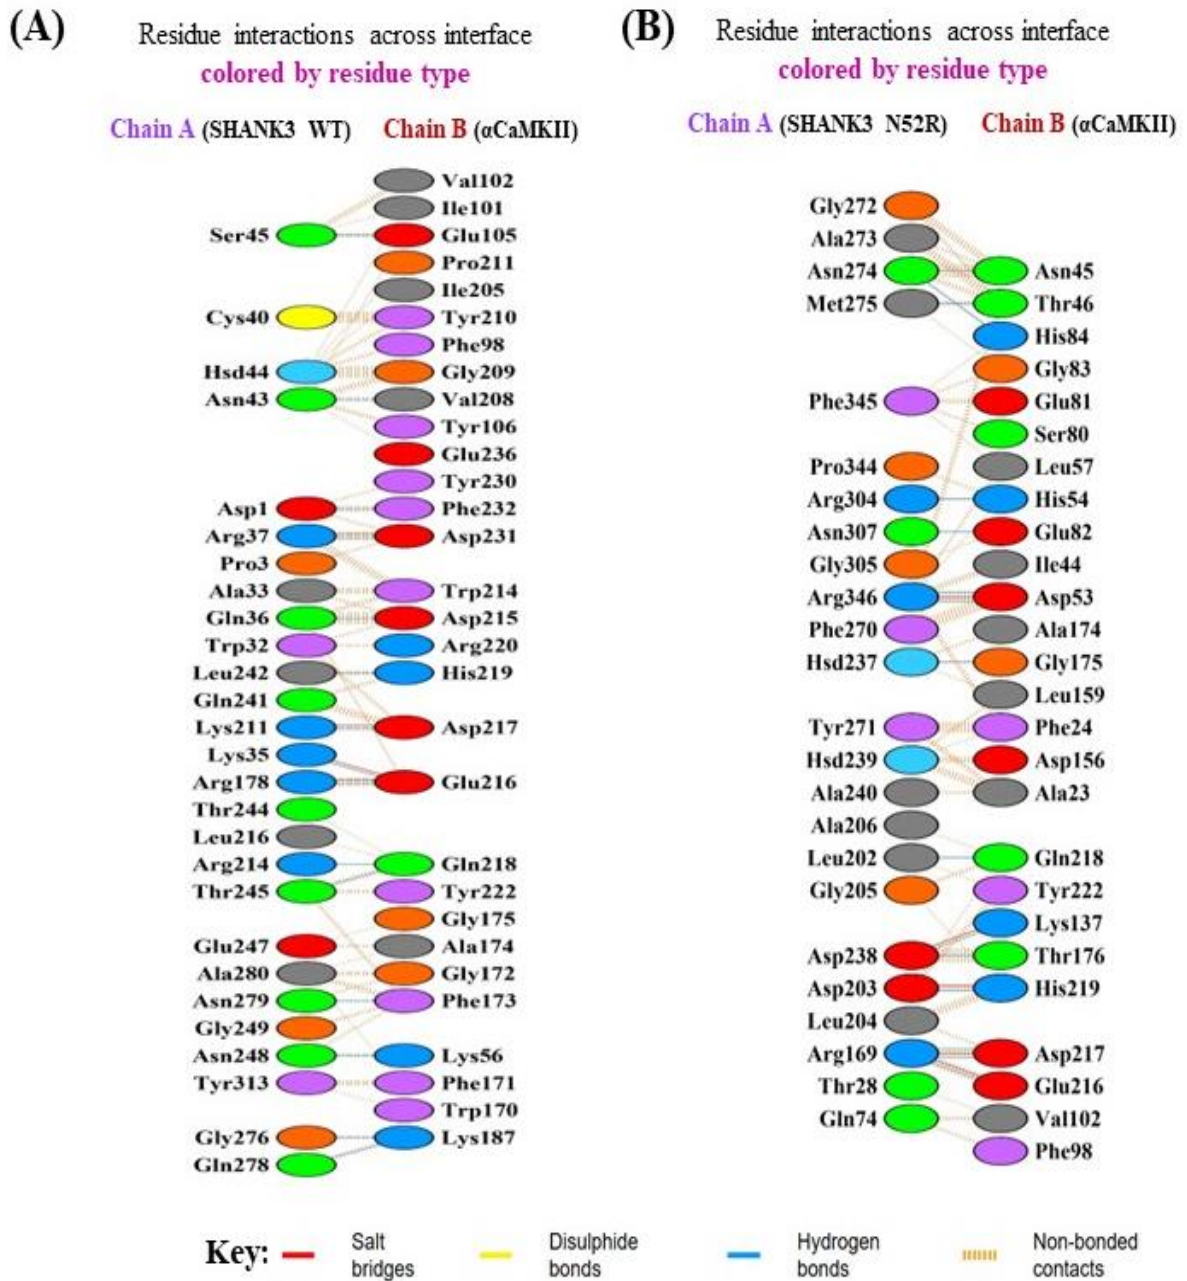 (A)
Residue interactions across interface
colored by residue type
Chain A (SHANK3 WT) Chain B (αCaMKII)
Val102
Ile101
Ser45 Glu105
Pro211
Ile205
Cys40 Tyr210
Phe98
Hsd44 Gly209
Asn43 Val208
Tyr106
Glu236
Tyr230
Asp1 Phe232
Arg37 Asp231
Pro3
Ala33 Trp214
Gln36 Asp215
Trp32 Arg220
Leu242 His219
Gln241
Lys211 Asp217
Lys35
Arg178 Glu216
Thr244
Leu216
Arg214 Gln218
Thr245 Tyr222
Gly175
Glu247 Ala174
Ala280 Gly172
Asn279 Phe173
Gly249
Asn248 Lys56
Tyr313 Phe171
Trp170
Gly276 Lys187
Gln278
(B)
Residue interactions across interface
colored by residue type
Chain A (SHANK3 N52R) Chain B (αCaMKII)
Gly272
Ala273
Asn274 Asn45
Met275 Thr46
His84
Gly83
Phe345 Glu81
Ser80
Pro344 Leu57
Arg304 His54
Asn307 Glu82
Gly305 Ile44
Arg346 Asp53
Phe270 Ala174
Hsd237 Gly175
Leu159
Tyr271 Phe24
Hsd239 Asp156
Ala240 Ala23
Ala206
Leu202 Gln218
Gly205 Tyr222
Lys137
Asp238 Thr176
Asp203 His219
Leu204
Arg169 Asp217
Thr28 Glu216
Gln74 Val102
Phe98
Key: Salt bridges
Disulphide bonds
Hydrogen bonds
Non-bonded contacts